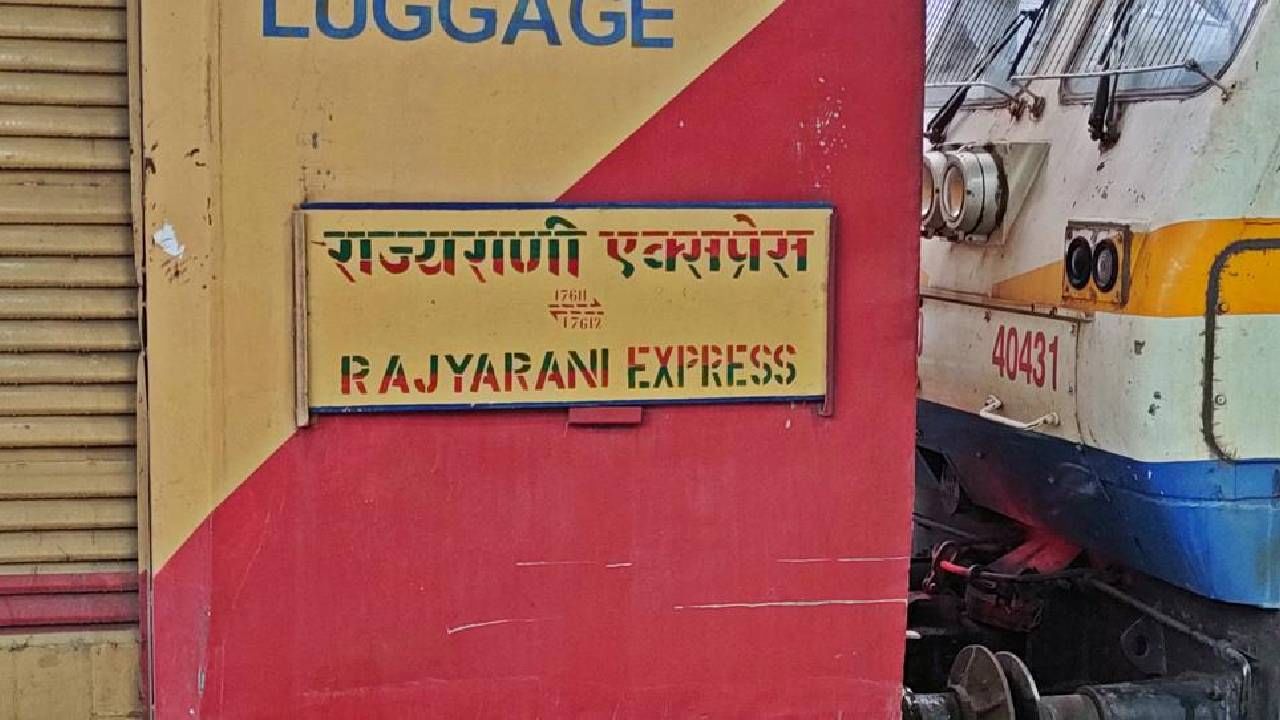 LUGGAGE
राज्यराणी एक्सप्रेस
17611
17612
RAJYARANI EXPRESS
40431